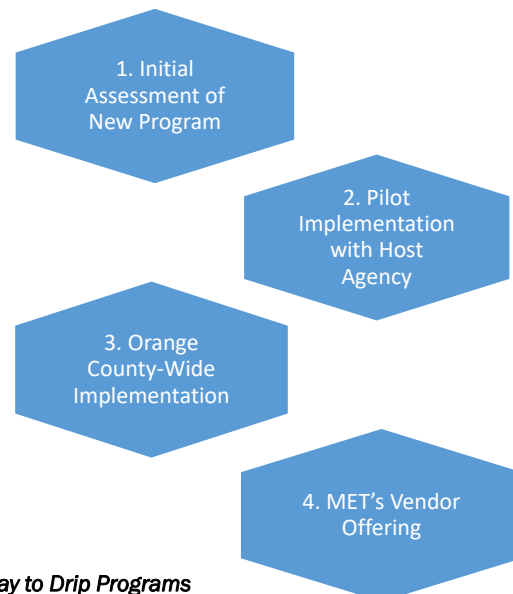 1. Initial
Assessment of
New Program
2. Pilot
Implementation
with Host
Agency
3. Orange
County-Wide
Implementation
4. MET's Vendor
Offering
to Drip Programs